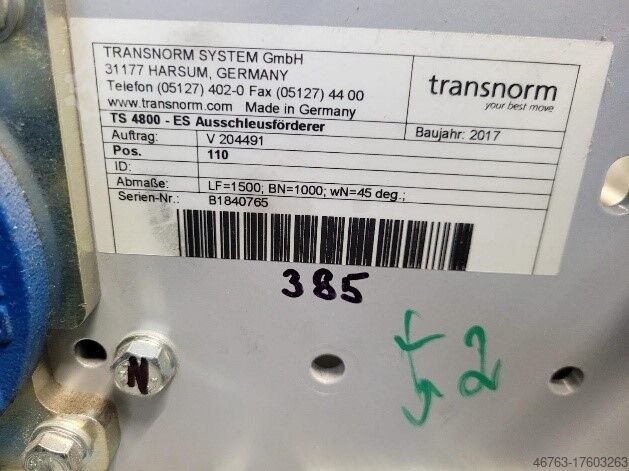 TRANSNORM SYSTEM GmbH
31177 HARSUM, GERMANY
Telefon (05127) 402-0 Fax (05127) 44 00
www.transnorm.com Made in Germany
transnorm
your best move
TS 4800 - ES Ausschleusförderer
Baujahr: 2017
Auftrag: V 204491
Pos. 110
ID:
Abmaße: LF=1500; BN=1000; wN=45 deg.;
Serien-Nr.: B1840765
385
2
N
46763-17603263